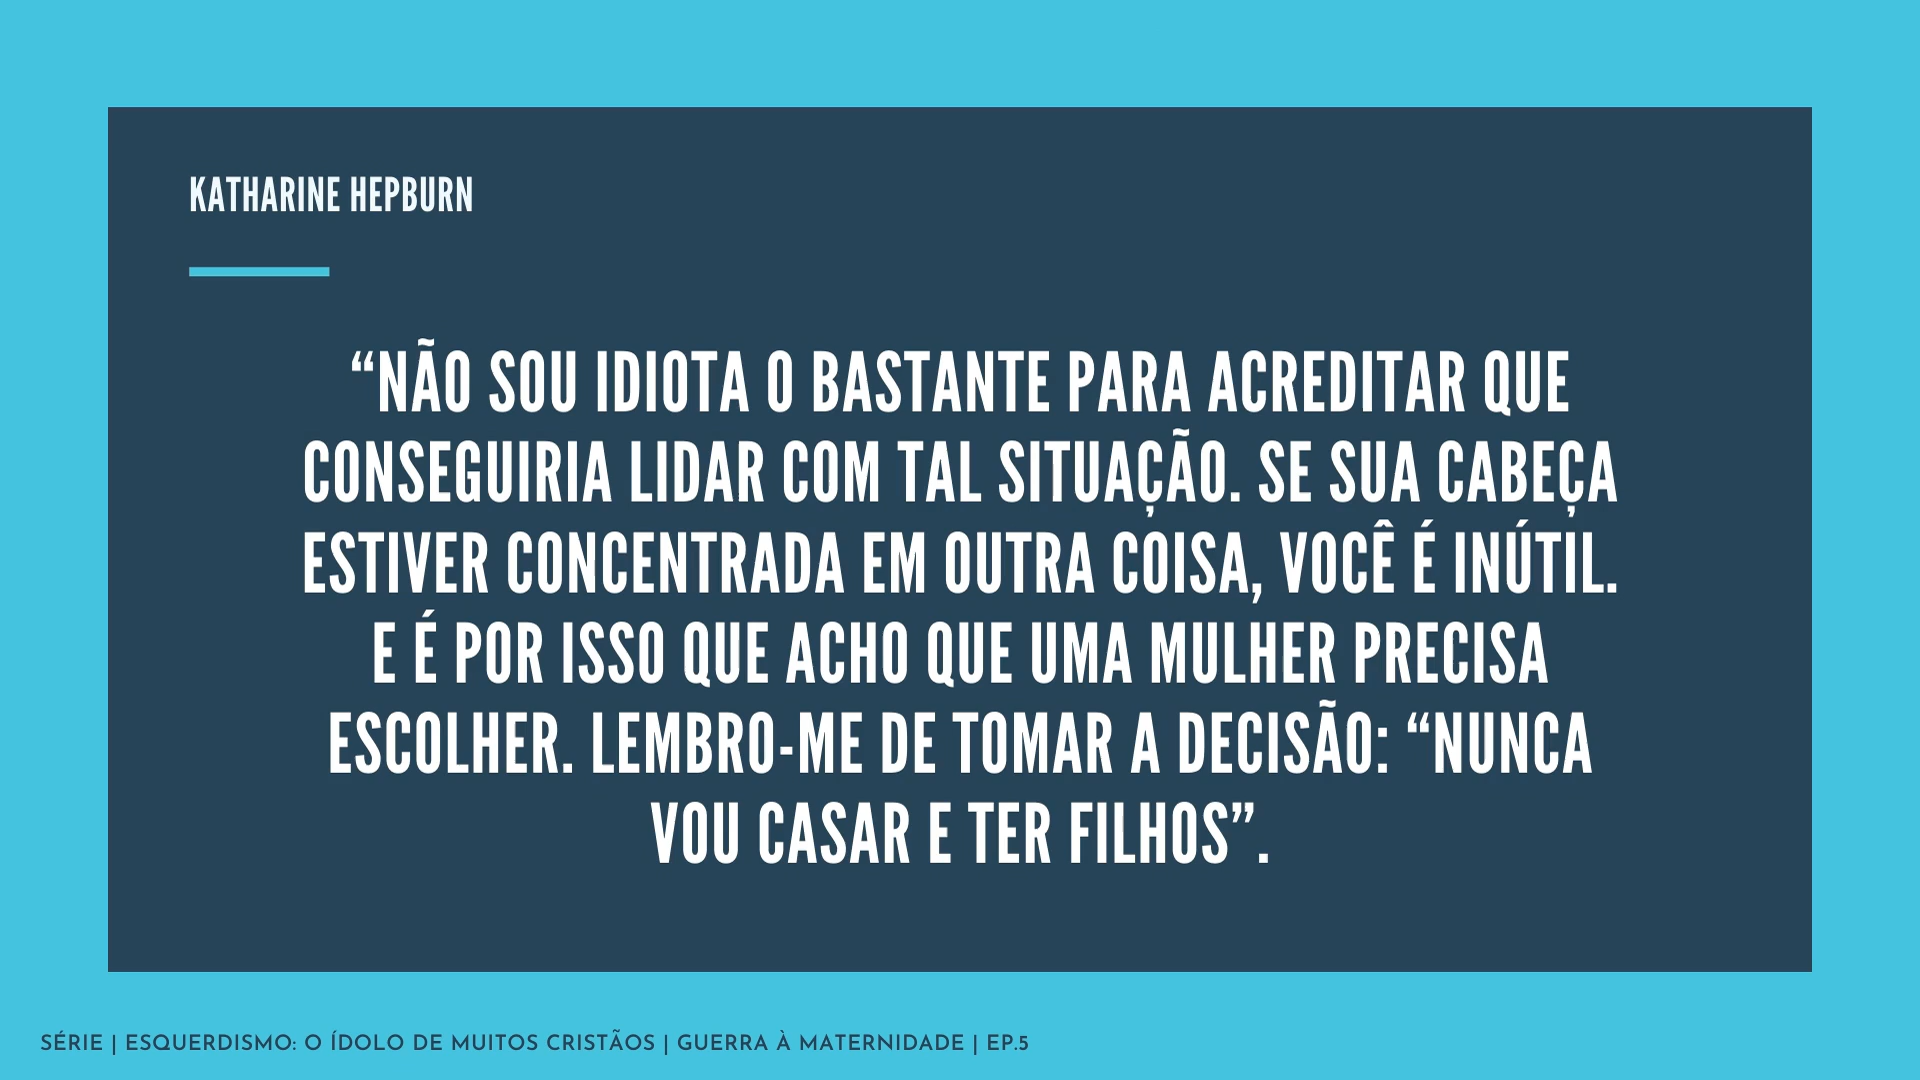 KATHARINE HEPBURN
“NÃO SOU IDIOTA O BASTANTE PARA ACREDITAR QUE
CONSEGUIRIA LIDAR COM TAL SITUAÇÃO. SE SUA CABEÇA
ESTIVER CONCENTRADA EM OUTRA COISA, VOCÊ É INÚTIL.
E É POR ISSO QUE ACHO QUE UMA MULHER PRECISA
ESCOLHER. LEMBRO-ME DE TOMAR A DECISÃO: “NUNCA
VOU CASAR E TER FILHOS”.
SÉRIE | ESQUERDISMO: O ÍDOLO DE MUITOS CRISTÃOS | GUERRA À MATERNIDADE | EP.5